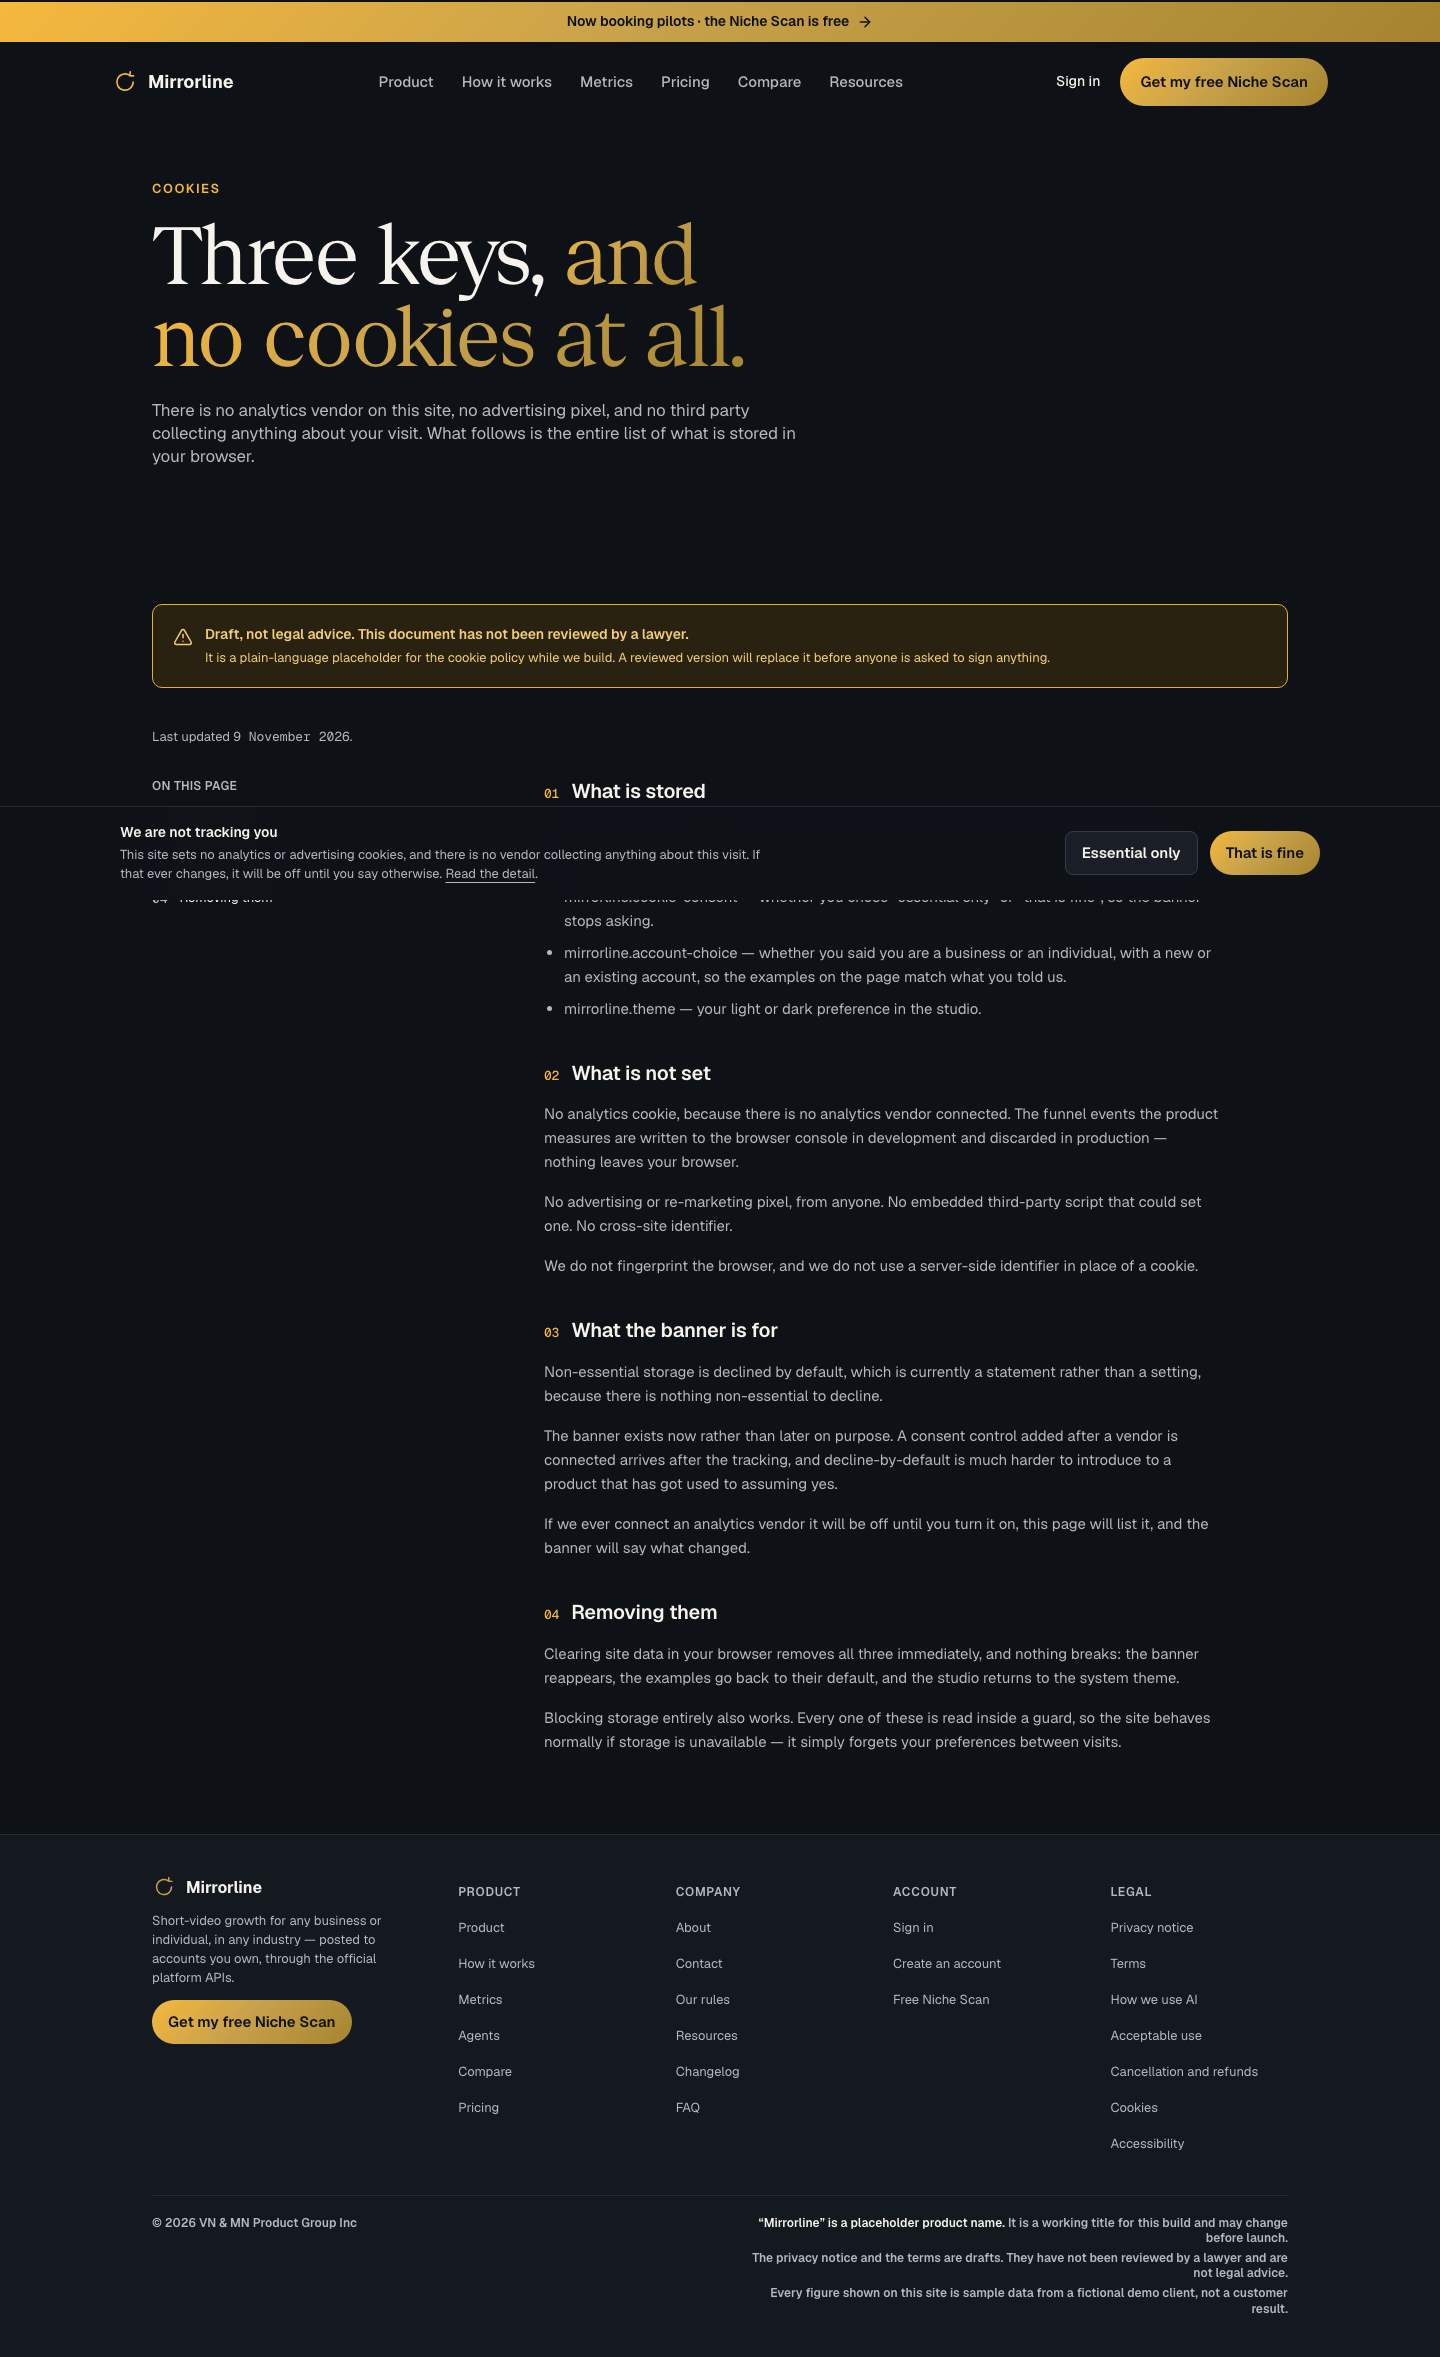 Now booking pilots · the Niche Scan is free →
Mirrorline
Product
How it works
Metrics
Pricing
Compare
Resources
Sign in
Get my free Niche Scan
COOKIES
Three keys, and
no cookies at all.
There is no analytics vendor on this site, no advertising pixel, and no third party
collecting anything about your visit. What follows is the entire list of what is stored in
your browser.
Draft, not legal advice. This document has not been reviewed by a lawyer.
It is a plain-language placeholder for the cookie policy while we build. A reviewed version will replace it before anyone is asked to sign anything.
Last updated 9 November 2026.
ON THIS PAGE
01 What is stored
We are not tracking you
This site sets no analytics or advertising cookies, and there is no vendor collecting anything about this visit. If
that ever changes, it will be off until you say otherwise. Read the detail.
Essential only
That is fine
04 Removing them
mirrorline.cookie-consent — whether you chose "essential only" or "that is fine", so the banner
stops asking.
• mirrorline.account-choice — whether you said you are a business or an individual, with a new or
an existing account, so the examples on the page match what you told us.
• mirrorline.theme — your light or dark preference in the studio.
02 What is not set
No analytics cookie, because there is no analytics vendor connected. The funnel events the product
measures are written to the browser console in development and discarded in production —
nothing leaves your browser.
No advertising or re-marketing pixel, from anyone. No embedded third-party script that could set
one. No cross-site identifier.
We do not fingerprint the browser, and we do not use a server-side identifier in place of a cookie.
03 What the banner is for
Non-essential storage is declined by default, which is currently a statement rather than a setting,
because there is nothing non-essential to decline.
The banner exists now rather than later on purpose. A consent control added after a vendor is
connected arrives after the tracking, and decline-by-default is much harder to introduce to a
product that has got used to assuming yes.
If we ever connect an analytics vendor it will be off until you turn it on, this page will list it, and the
banner will say what changed.
04 Removing them
Clearing site data in your browser removes all three immediately, and nothing breaks: the banner
reappears, the examples go back to their default, and the studio returns to the system theme.
Blocking storage entirely also works. Every one of these is read inside a guard, so the site behaves
normally if storage is unavailable — it simply forgets your preferences between visits.
Mirrorline
Short-video growth for any business or
individual, in any industry — posted to
accounts you own, through the official
platform APIs.
Get my free Niche Scan
PRODUCT
Product
How it works
Metrics
Agents
Compare
Pricing
COMPANY
About
Contact
Our rules
Resources
Changelog
FAQ
ACCOUNT
Sign in
Create an account
Free Niche Scan
LEGAL
Privacy notice
Terms
How we use AI
Acceptable use
Cancellation and refunds
Cookies
Accessibility
© 2026 VN & MN Product Group Inc
“Mirrorline” is a placeholder product name. It is a working title for this build and may change
before launch.
The privacy notice and the terms are drafts. They have not been reviewed by a lawyer and are
not legal advice.
Every figure shown on this site is sample data from a fictional demo client, not a customer
result.